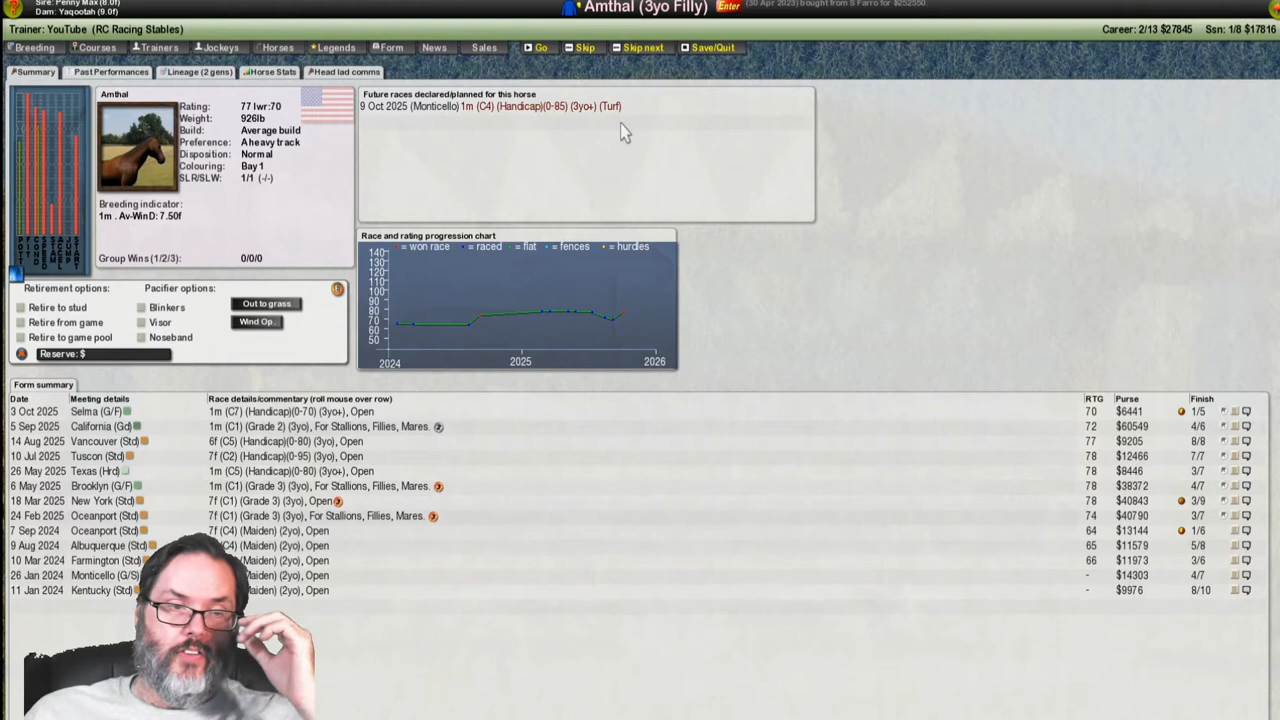 Sire: Penny Max(8.0f)
Dam: Yaqootah (9.0f)
Amthal (3yo Filly) Enter
(30 Apr 2023) bought from S Farro for $252550.
Trainer: YouTube (RC Racing Stables)
Career: 2/13 $27845 Ssn: 1/8 $17816
Breeding Courses Trainers Jockeys Horses Legends Form News Sales Go Skip Skip next Save/Quit
Summary Past Performances Lineage (2 gens) Horse Stats Head lad comms
Amthal
Rating: 77 lwr:70
Weight: 926lb
Build: Average build
Preference: A heavy track
Disposition: Normal
Colouring: Bay 1
SLR/SLW: 1/1 (-/-)
Breeding indicator:
1m . Av-Win D: 7.50f
Group Wins (1/2/3): 0/0/0
POT FIT COND SPEED STAM ACCEL JUMP START
Future races declared/planned for this horse
9 Oct 2025 (Monticello) 1m (C4) (Handicap)(0-85) (3yo+) (Turf)
Race and rating progression chart
= won race = raced = flat = fences = hurdles
140
130
120
110
100
90
80
70
60
50
2024 2025 2026
Retirement options: Pacifier options:
Retire to stud Blinkers Out to grass
Retire from game Visor Wind Op.
Retire to game pool Noseband
Reserve: $
Form summary
Date Meeting details Race details/commentary (roll mouse over row) RTG Purse Finish
3 Oct 2025 Selma (G/F) 1m (C7) (Handicap)(0-70) (3yo+), Open 70 $6441 1/5
5 Sep 2025 California (Gd) 1m (C1) (Grade 2) (3yo), For Stallions, Fillies, Mares. 72 $60549 4/6
14 Aug 2025 Vancouver (Std) 6f (C5) (Handicap)(0-80) (3yo), Open 77 $9205 8/8
10 Jul 2025 Tuscon (Std) 7f (C2) (Handicap)(0-95) (3yo), Open 78 $12466 7/7
26 May 2025 Texas (Hrd) 1m (C5) (Handicap)(0-80) (3yo+), Open 78 $8446 3/7
6 May 2025 Brooklyn (G/F) 1m (C1) (Grade 3) (3yo), For Stallions, Fillies, Mares. 78 $38372 4/7
18 Mar 2025 New York (Std) 7f (C1) (Grade 3) (3yo), Open 78 $40843 3/9
24 Feb 2025 Oceanport (Std) 7f (C1) (Grade 3) (3yo), For Stallions, Fillies, Mares. 74 $40790 3/7
7 Sep 2024 Oceanport (Std) 7f (C4) (Maiden) (2yo), Open 64 $13144 1/6
9 Aug 2024 Albuquerque (Std) (C4) (Maiden) (2yo), Open 65 $11579 5/8
10 Mar 2024 Farmington (Std) (Maiden) (2yo), Open 66 $11973 3/6
26 Jan 2024 Monticello (G/S) Maiden) (2yo), Open - $14303 4/7
11 Jan 2024 Kentucky (Std) Maiden) (2yo), Open - $9976 8/10